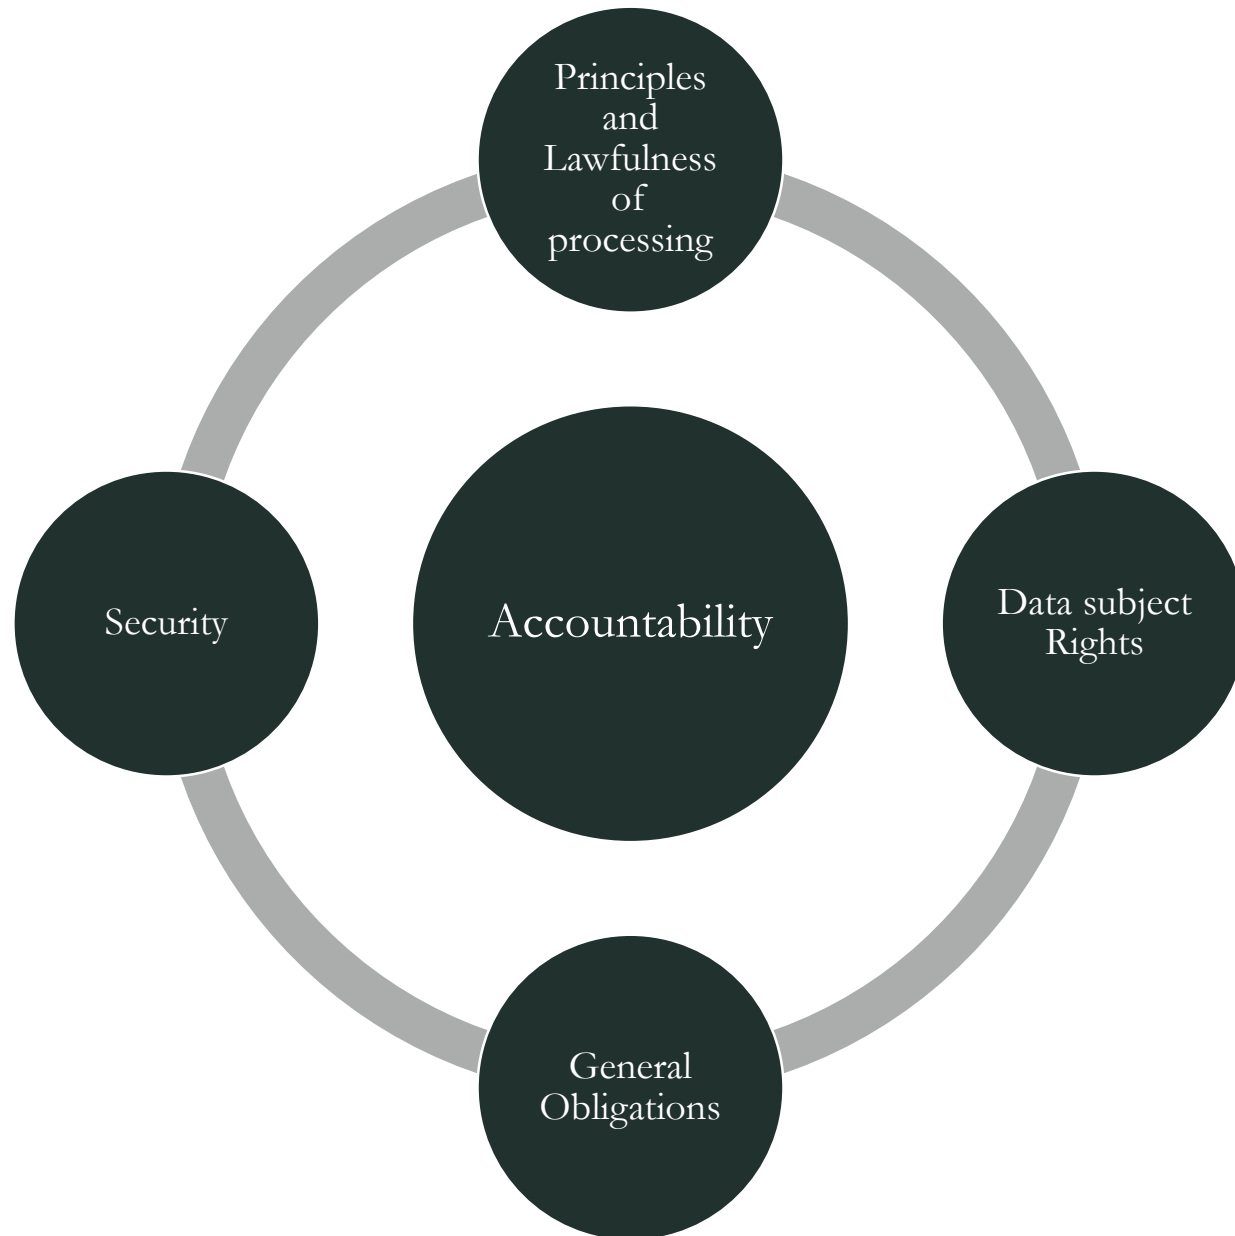 Principles
and
Lawfulness
of
processing
Security
Accountability
Data subject
Rights
General
Obligations